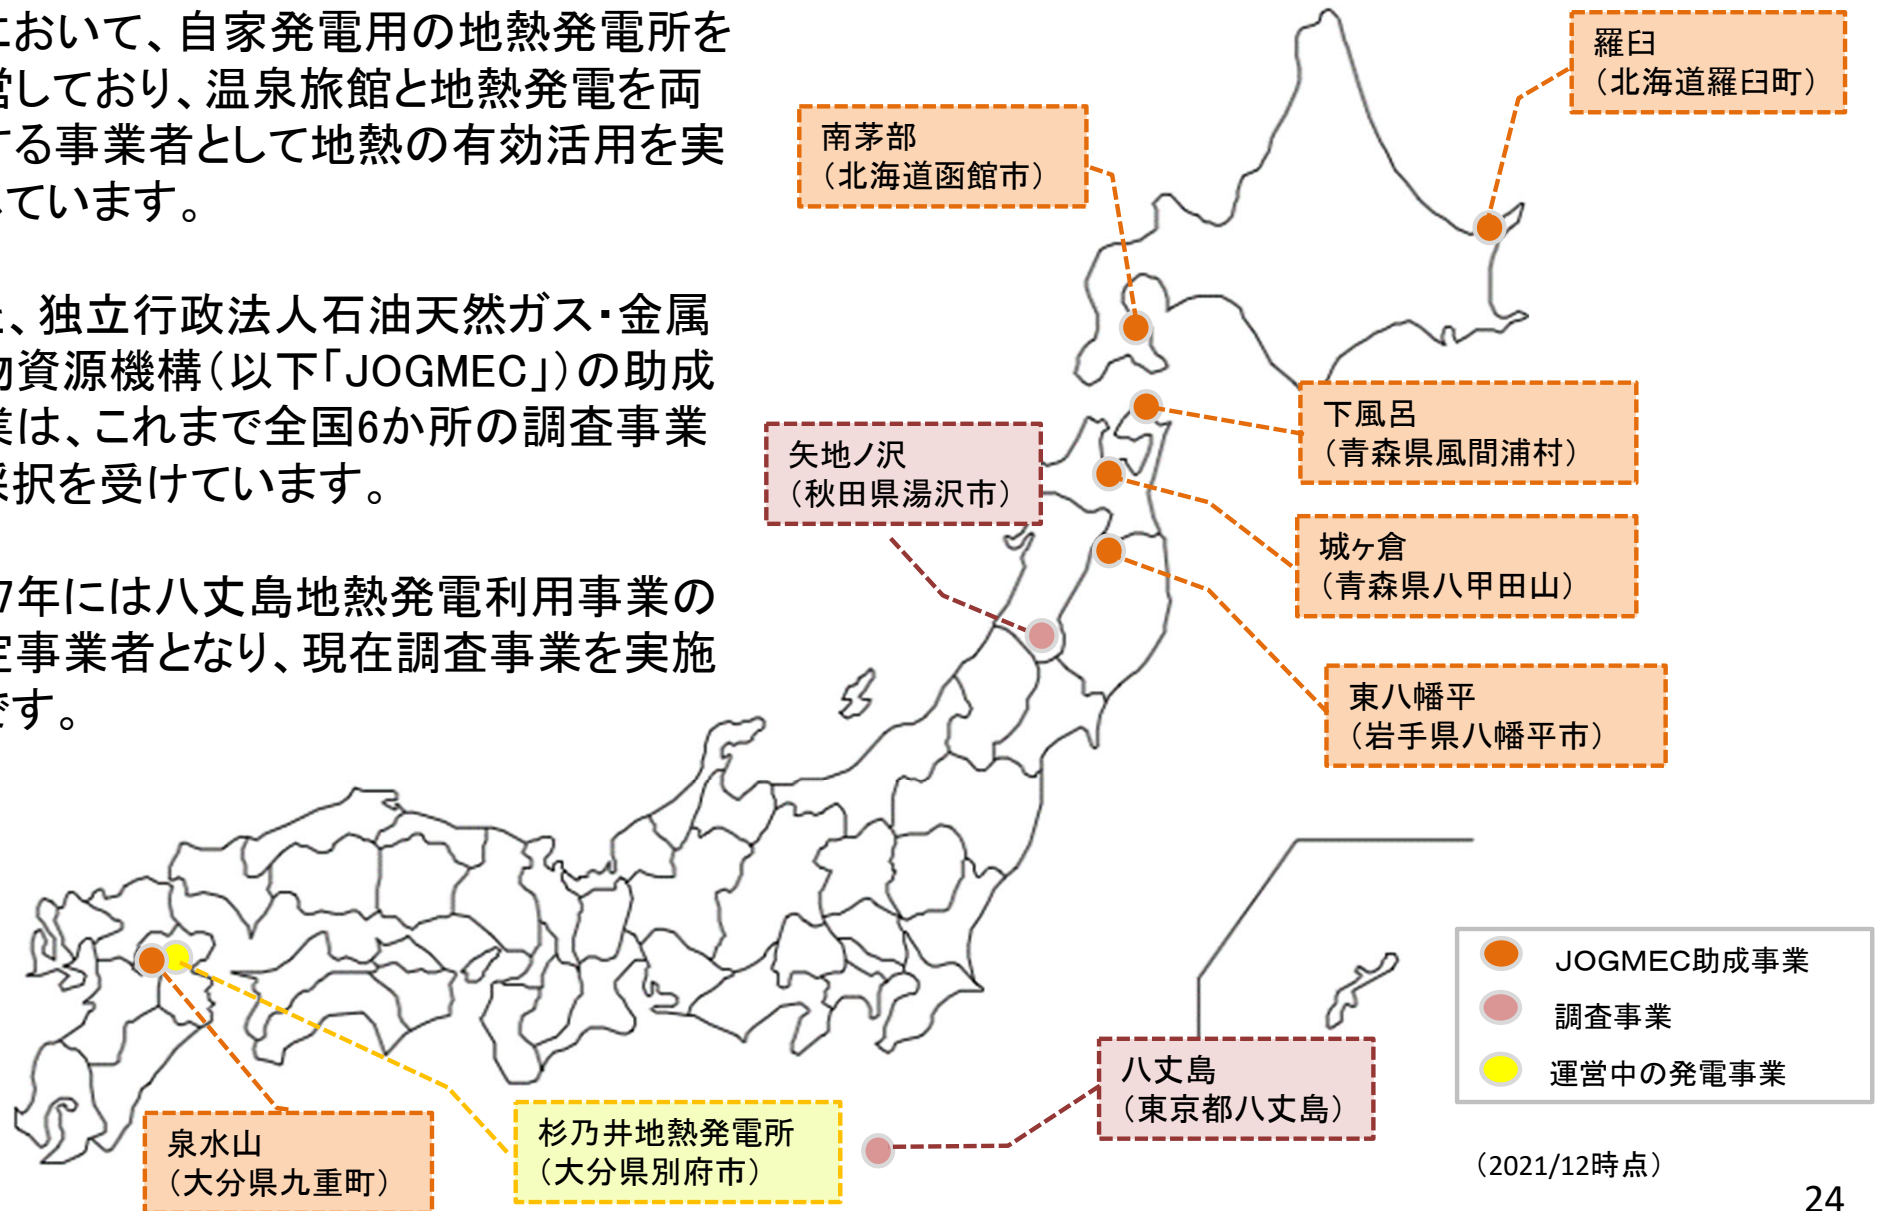 において、自家発電用の地熱発電所を
営しており、温泉旅館と地熱発電を両
する事業者として地熱の有効活用を実
しています。
、独立行政法人石油天然ガス・金属
物資源機構（以下「JOGMEC」）の助成
業は、これまで全国6か所の調査事業
採択を受けています。
7年には八丈島地熱発電利用事業の
定事業者となり、現在調査事業を実施
です。
羅臼
（北海道羅臼町）
南茅部
（北海道函館市）
下風呂
（青森県風間浦村）
矢地ノ沢
（秋田県湯沢市）
城ヶ倉
（青森県八甲田山）
東八幡平
（岩手県八幡平市）
JOGMEC助成事業
調査事業
運営中の発電事業
八丈島
（東京都八丈島）
杉乃井地熱発電所
（大分県別府市）
泉水山
（大分県九重町）
（2021/12時点）
24